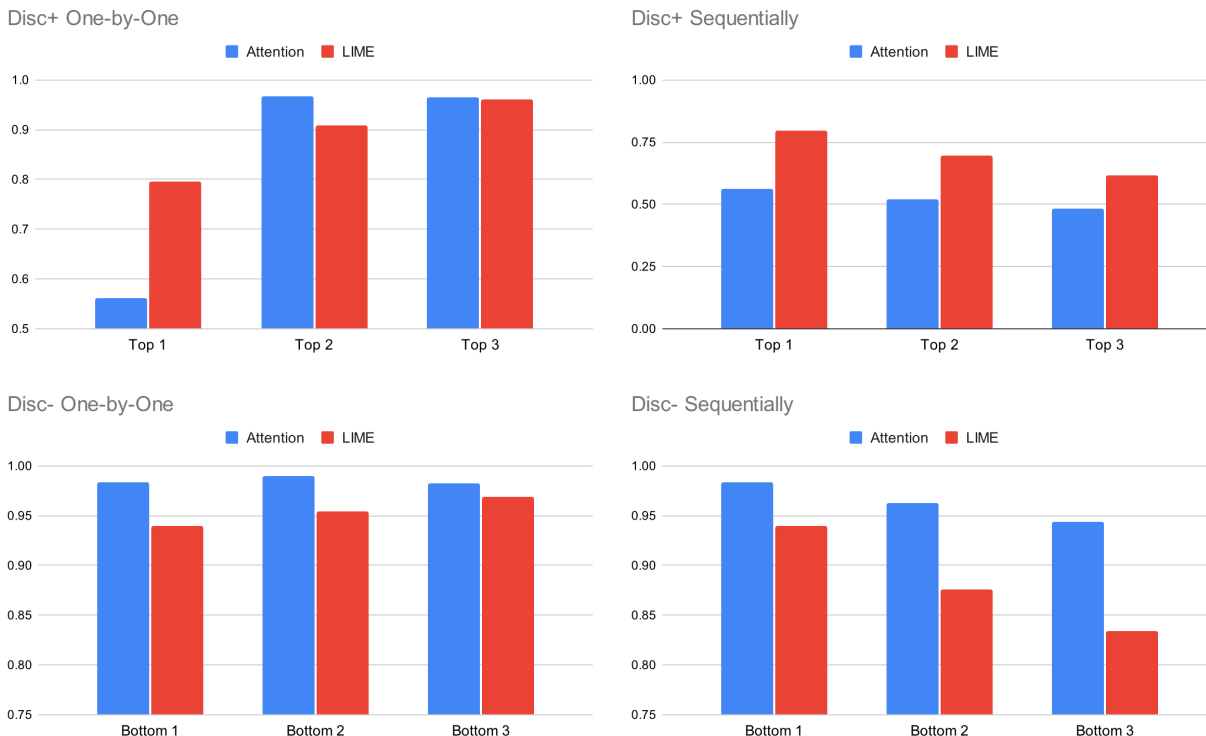 Disc+ One-by-One
Attention LIME
1.0
0.9
0.8
0.7
0.6
0.5
Top 1 Top 2 Top 3
Disc+ Sequentially
Attention LIME
1.00
0.75
0.50
0.25
0.00
Top 1 Top 2 Top 3
Disc- One-by-One
Attention LIME
1.00
0.95
0.90
0.85
0.80
0.75
Bottom 1 Bottom 2 Bottom 3
Disc- Sequentially
Attention LIME
1.00
0.95
0.90
0.85
0.80
0.75
Bottom 1 Bottom 2 Bottom 3